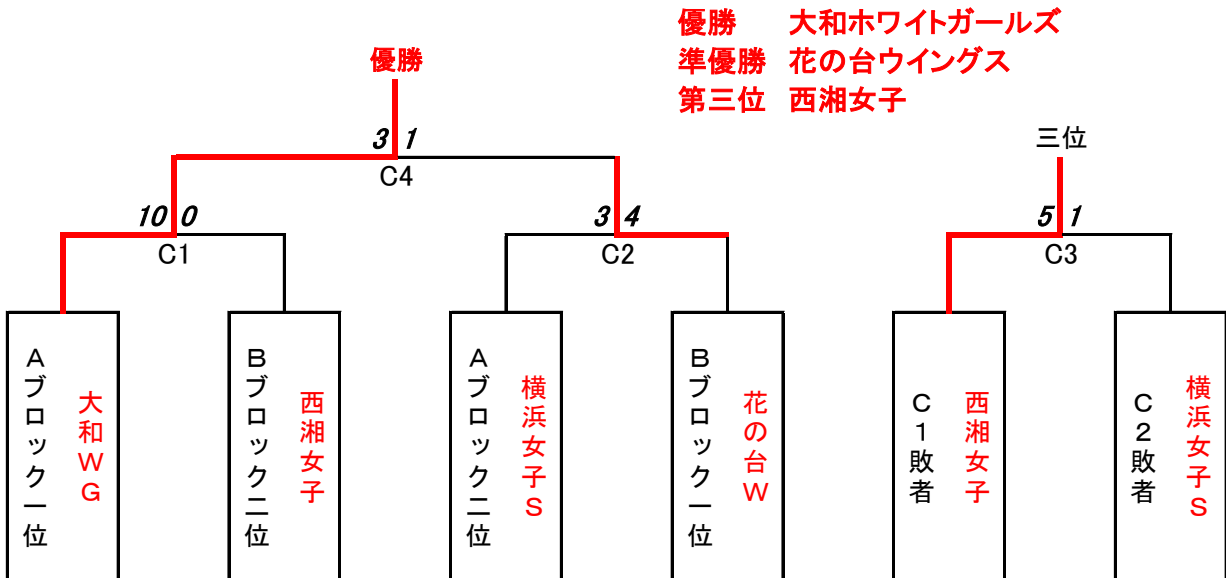 優勝 大和ホワイトガールズ
準優勝 花の台ウイングス
第三位 西湘女子
優勝
3 1
C4
三位
10 0
C1
3 4
C2
5 1
C3
Aブロック一位
大和WG
Bブロック二位
西湘女子
Aブロック二位
横浜女子S
Bブロック一位
花の台W
C1敗者
西湘女子
C2敗者
横浜女子S